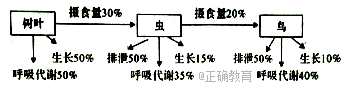 摄食量30% 摄食量20%
树叶 虫 鸟
生长50% 排泄50% 生长15% 排泄50% 生长10%
呼吸代谢50% 呼吸代谢35% 呼吸代谢40%
@正确教育